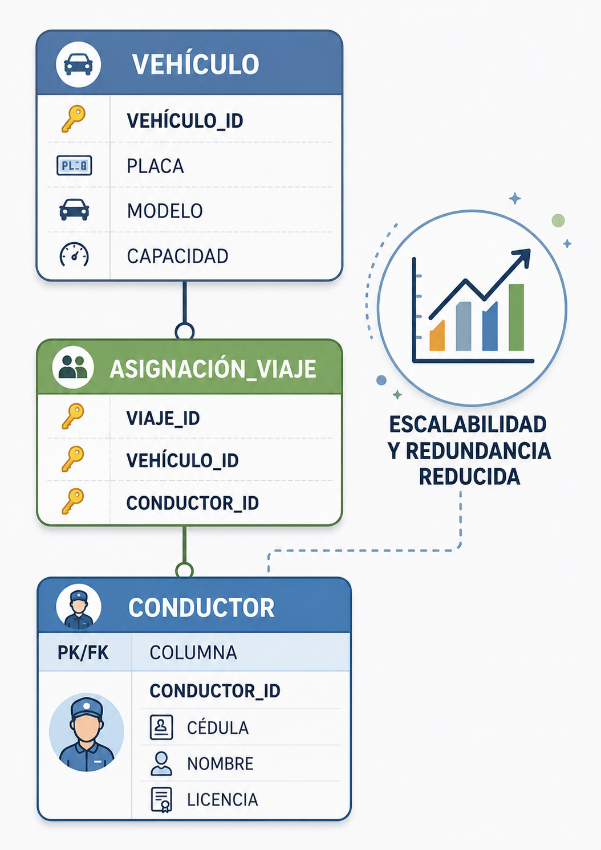 VEHÍCULO
VEHÍCULO_ID
PLACA
MODELO
CAPACIDAD
ASIGNACIÓN_VIAJE
VIAJE_ID
VEHÍCULO_ID
CONDUCTOR_ID
ESCALABILIDAD
Y REDUNDANCIA
REDUCIDA
CONDUCTOR
PK/FK COLUMNA
CONDUCTOR_ID
CÉDULA
NOMBRE
LICENCIA